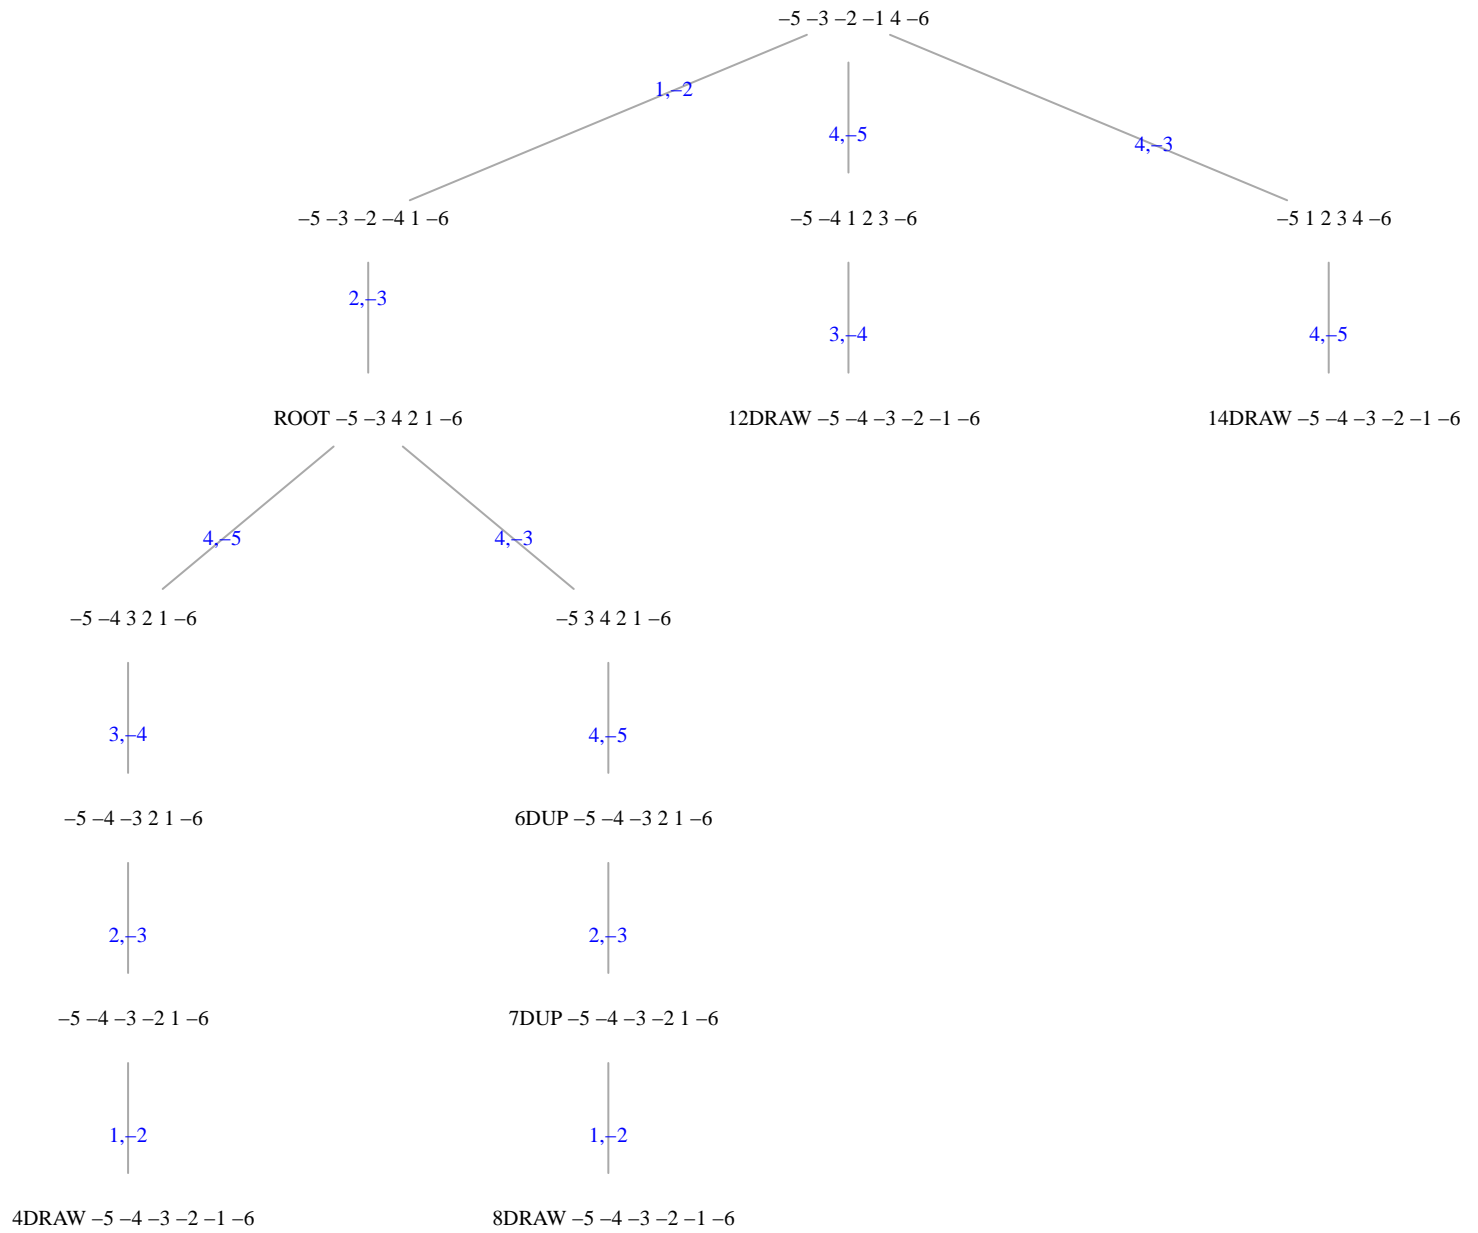 –5 –3 –2 –1 4 –6
1,–2
4,–5
4,–3
–5 –3 –2 –4 1 –6
–5 –4 1 2 3 –6
–5 1 2 3 4 –6
2,–3
3,–4
4,–5
ROOT –5 –3 4 2 1 –6
12DRAW –5 –4 –3 –2 –1 –6
14DRAW –5 –4 –3 –2 –1 –6
4,–5
4,–3
–5 –4 3 2 1 –6
–5 3 4 2 1 –6
3,–4
4,–5
–5 –4 –3 2 1 –6
6DUP –5 –4 –3 2 1 –6
2,–3
2,–3
–5 –4 –3 –2 1 –6
7DUP –5 –4 –3 –2 1 –6
1,–2
1,–2
4DRAW –5 –4 –3 –2 –1 –6
8DRAW –5 –4 –3 –2 –1 –6